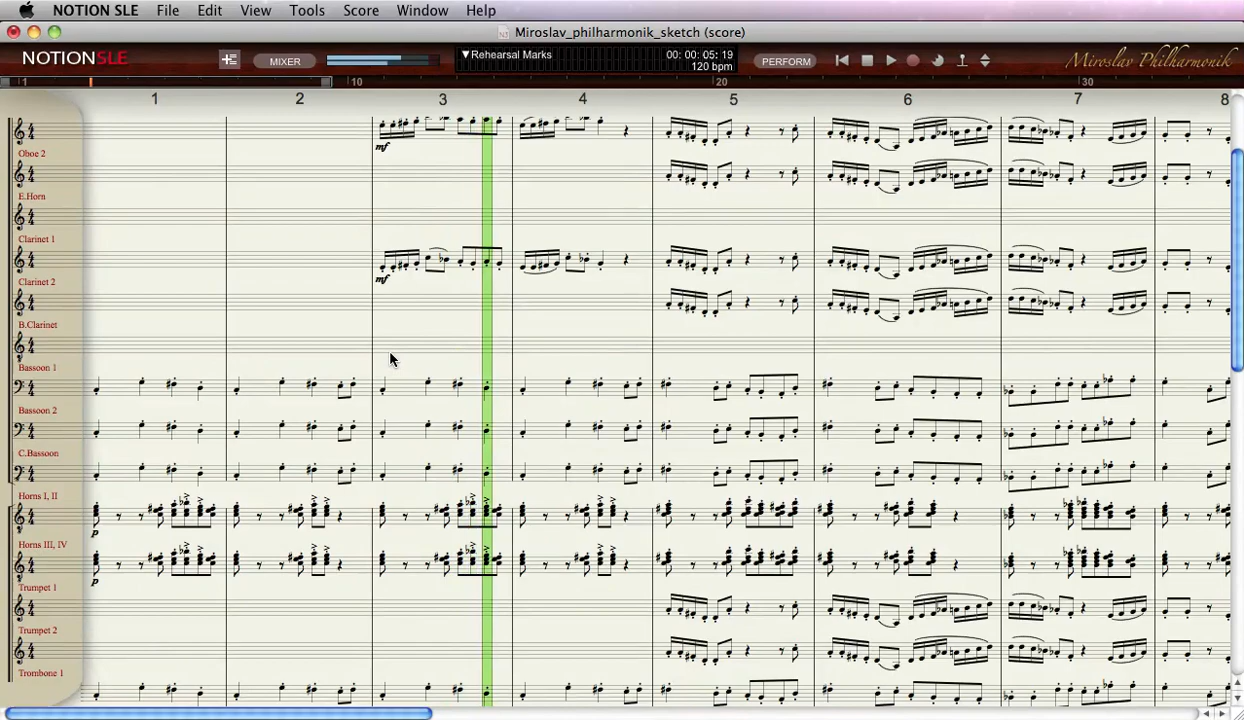 NOTION SLE File Edit View Tools Score Window Help
Miroslav_philharmonik_sketch (score)
NOTIONSLE MIXER ▼Rehearsal Marks 00: 00: 05: 19 PERFORM Miroslav Philharmonik
120 bpm
1 10 20 30
1 2 3 4 5 6 7 8
mf
Oboe 2
E.Horn
Clarinet 1
mf
Clarinet 2
B.Clarinet
Bassoon 1
Bassoon 2
C.Bassoon
Horns I, II
p
Horns III, IV
p
Trumpet 1
Trumpet 2
Trombone 1